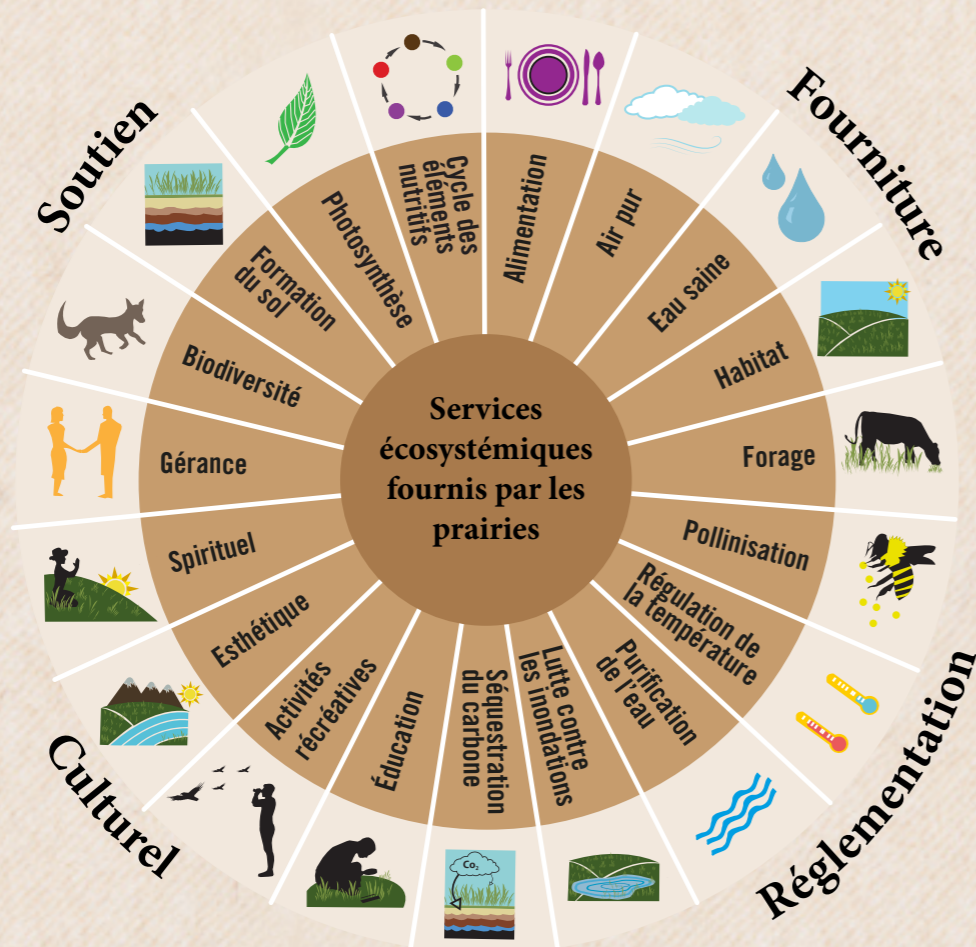 Services
écosystémiques
fournis par les
prairies
Fourniture
Alimentation
Air pur
Eau saine
Habitat
Forage
Réglementation
Pollinisation
Régulation de
la température
Purification
de l'eau
Lutte contre
les inondations
Séquestration
du carbone
Co₂
Culturel
Éducation
Activités
récréatives
Esthétique
Spirituel
Gérance
Soutien
Biodiversité
Formation
du sol
Photosynthèse
Cycle des
éléments
nutritifs